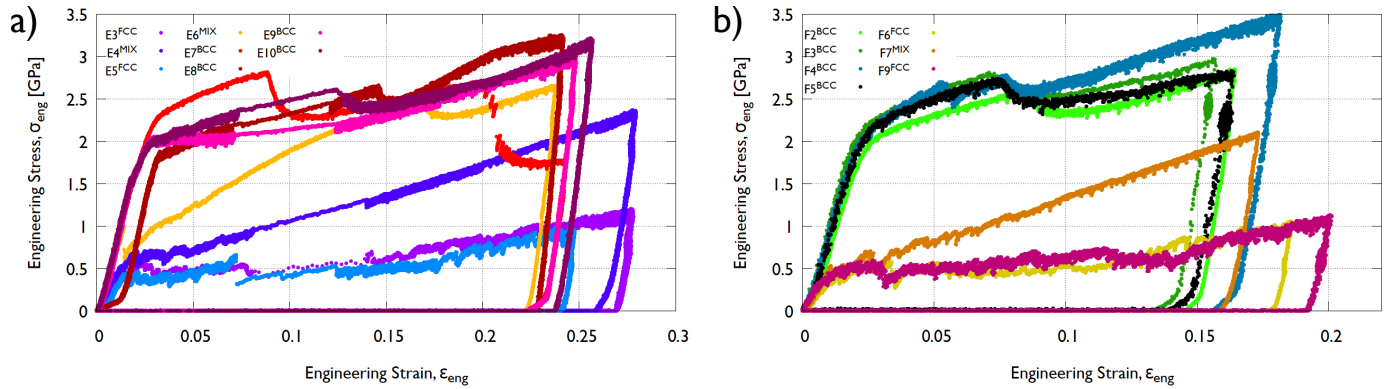 a)
Engineering Stress, σeng [GPa]
3.5
3
2.5
2
1.5
1
0.5
0
E3FCC E6MIX E9BCC
E4MIX E7BCC E10BCC
E5FCC E8BCC
0 0.05 0.1 0.15 0.2 0.25 0.3
Engineering Strain, εeng
b)
Engineering Stress, σeng [GPa]
3.5
3
2.5
2
1.5
1
0.5
0
F2BCC F6FCC
E3BCC F7MIX
F4BCC F9FCC
F5BCC
0 0.05 0.1 0.15 0.2
Engineering Strain, εeng